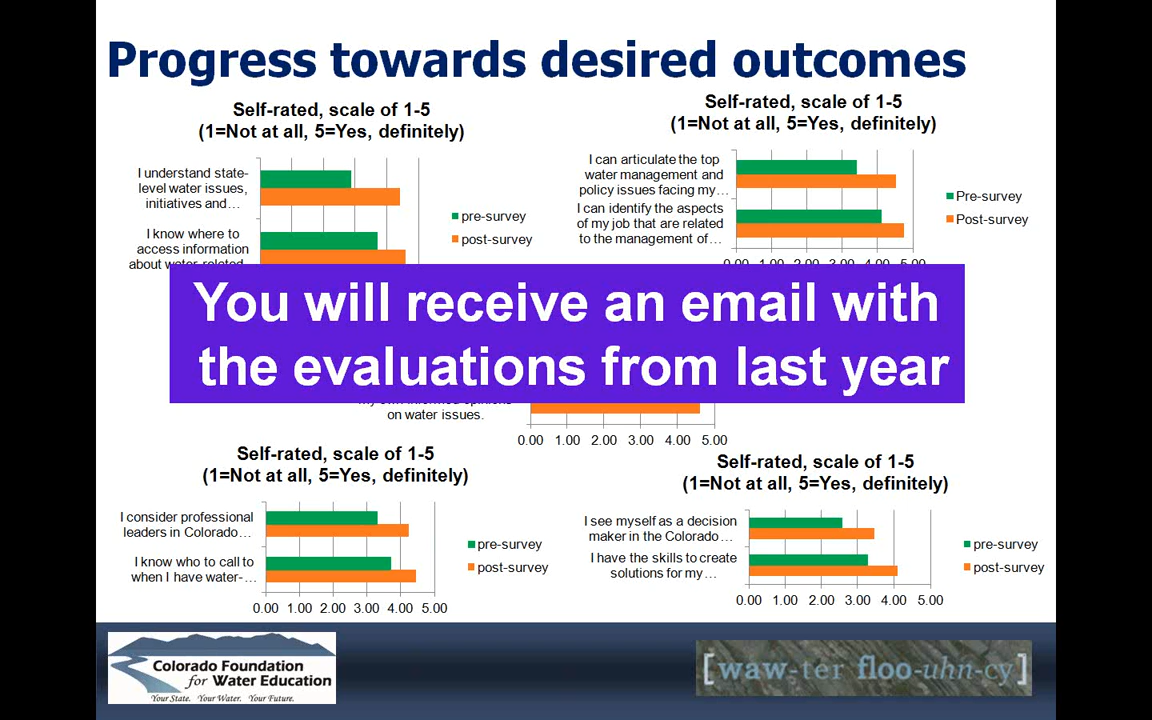 Progress towards desired outcomes
Self-rated, scale of 1-5
(1=Not at all, 5=Yes, definitely)
I understand state-
level water issues,
initiatives and…
I know where to
access information
about water-related
pre-survey
post-survey
Self-rated, scale of 1-5
(1=Not at all, 5=Yes, definitely)
I can articulate the top
water management and
policy issues facing my…
I can identify the aspects
of my job that are related
to the management of…
Pre-survey
Post-survey
0.00 1.00 2.00 3.00 4.00 5.00
You will receive an email with
the evaluations from last year
my own informed opinions
on water issues.
0.00 1.00 2.00 3.00 4.00 5.00
Self-rated, scale of 1-5
(1=Not at all, 5=Yes, definitely)
I consider professional
leaders in Colorado…
I know who to call to
when I have water-…
pre-survey
post-survey
0.00 1.00 2.00 3.00 4.00 5.00
Self-rated, scale of 1-5
(1=Not at all, 5=Yes, definitely)
I see myself as a decision
maker in the Colorado…
I have the skills to create
solutions for my…
pre-survey
post-survey
0.00 1.00 2.00 3.00 4.00 5.00
Colorado Foundation
for Water Education
Your State. Your Water. Your Future.
[waw-ter floo-uhn-cy]